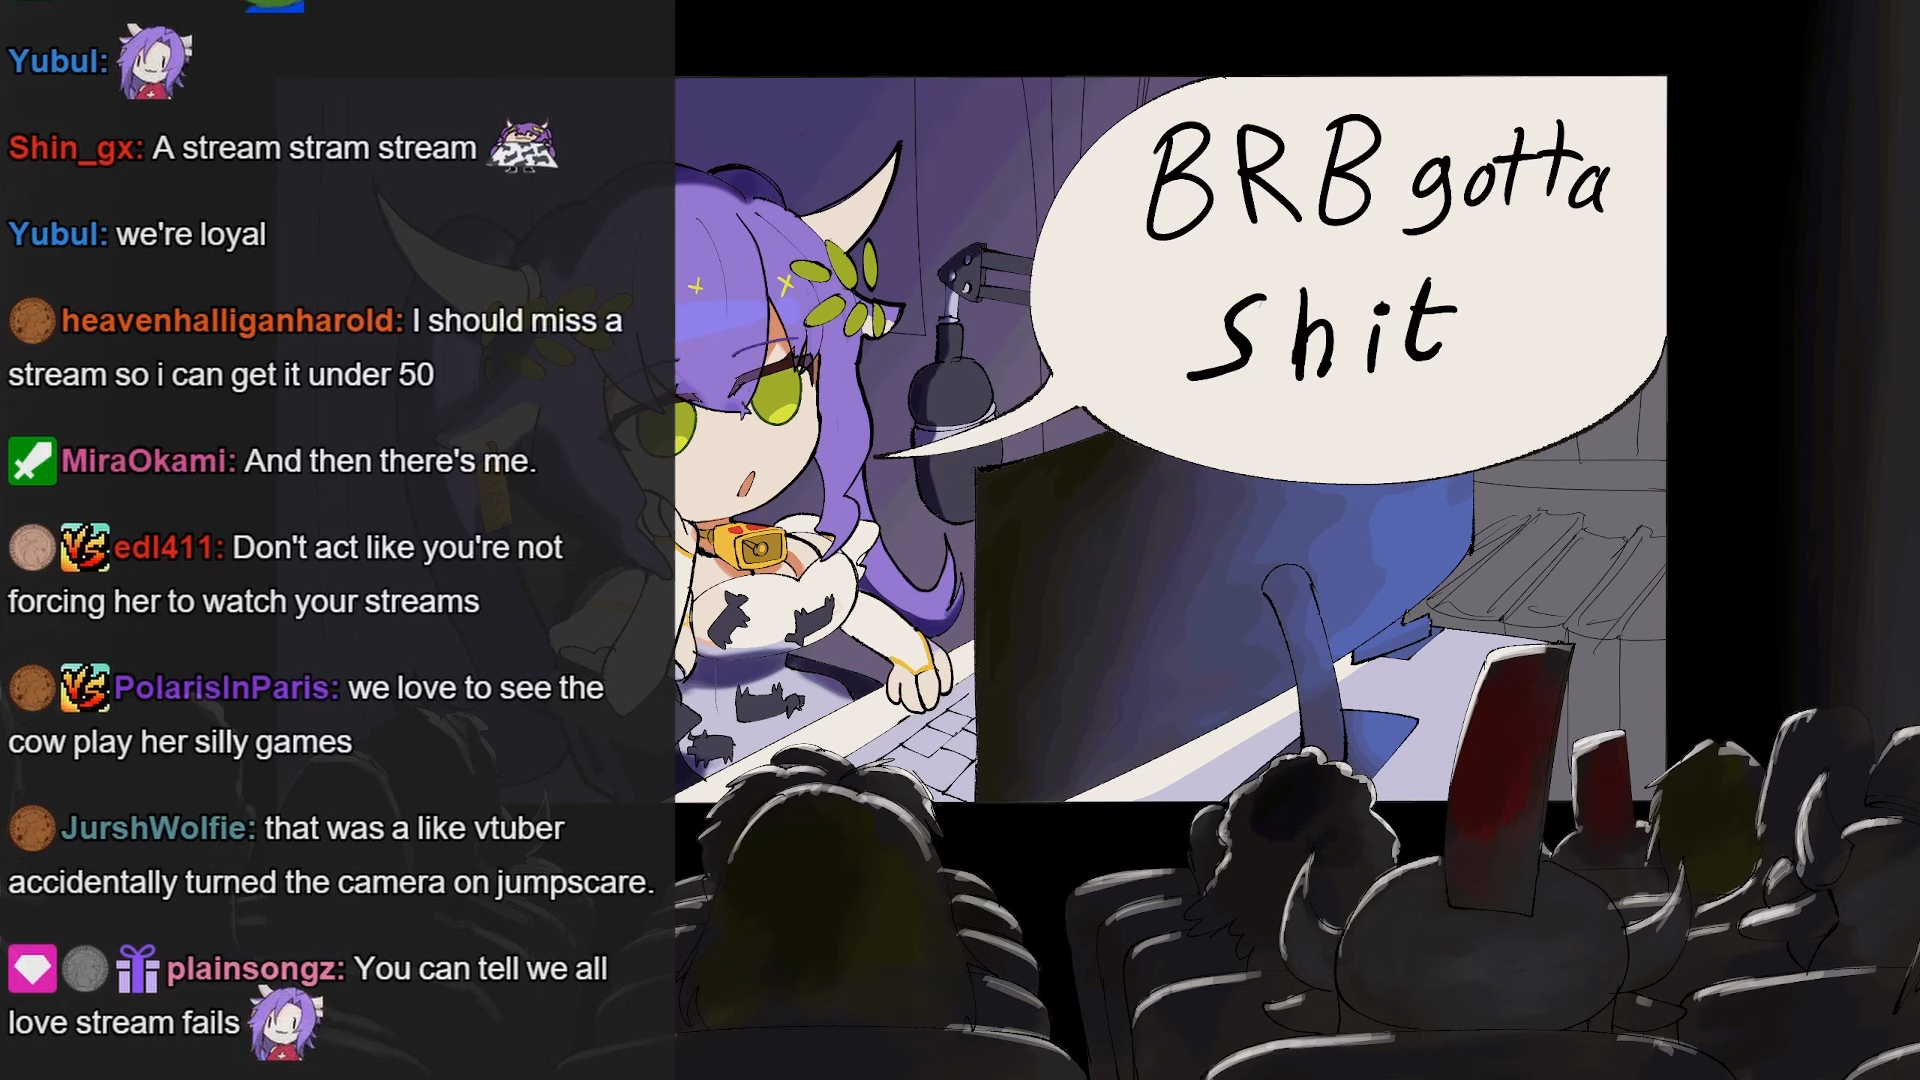 Yubul:
Shin_gx: A stream stram stream
Yubul: we're loyal
heavenhalliganharold: I should miss a
stream so i can get it under 50
MiraOkami: And then there's me.
edl411: Don't act like you're not
forcing her to watch your streams
PolarisInParis: we love to see the
cow play her silly games
JurshWolfie: that was a like vtuber
accidentally turned the camera on jumpscare.
plainsongz: You can tell we all
love stream fails
BRB gotta
shit